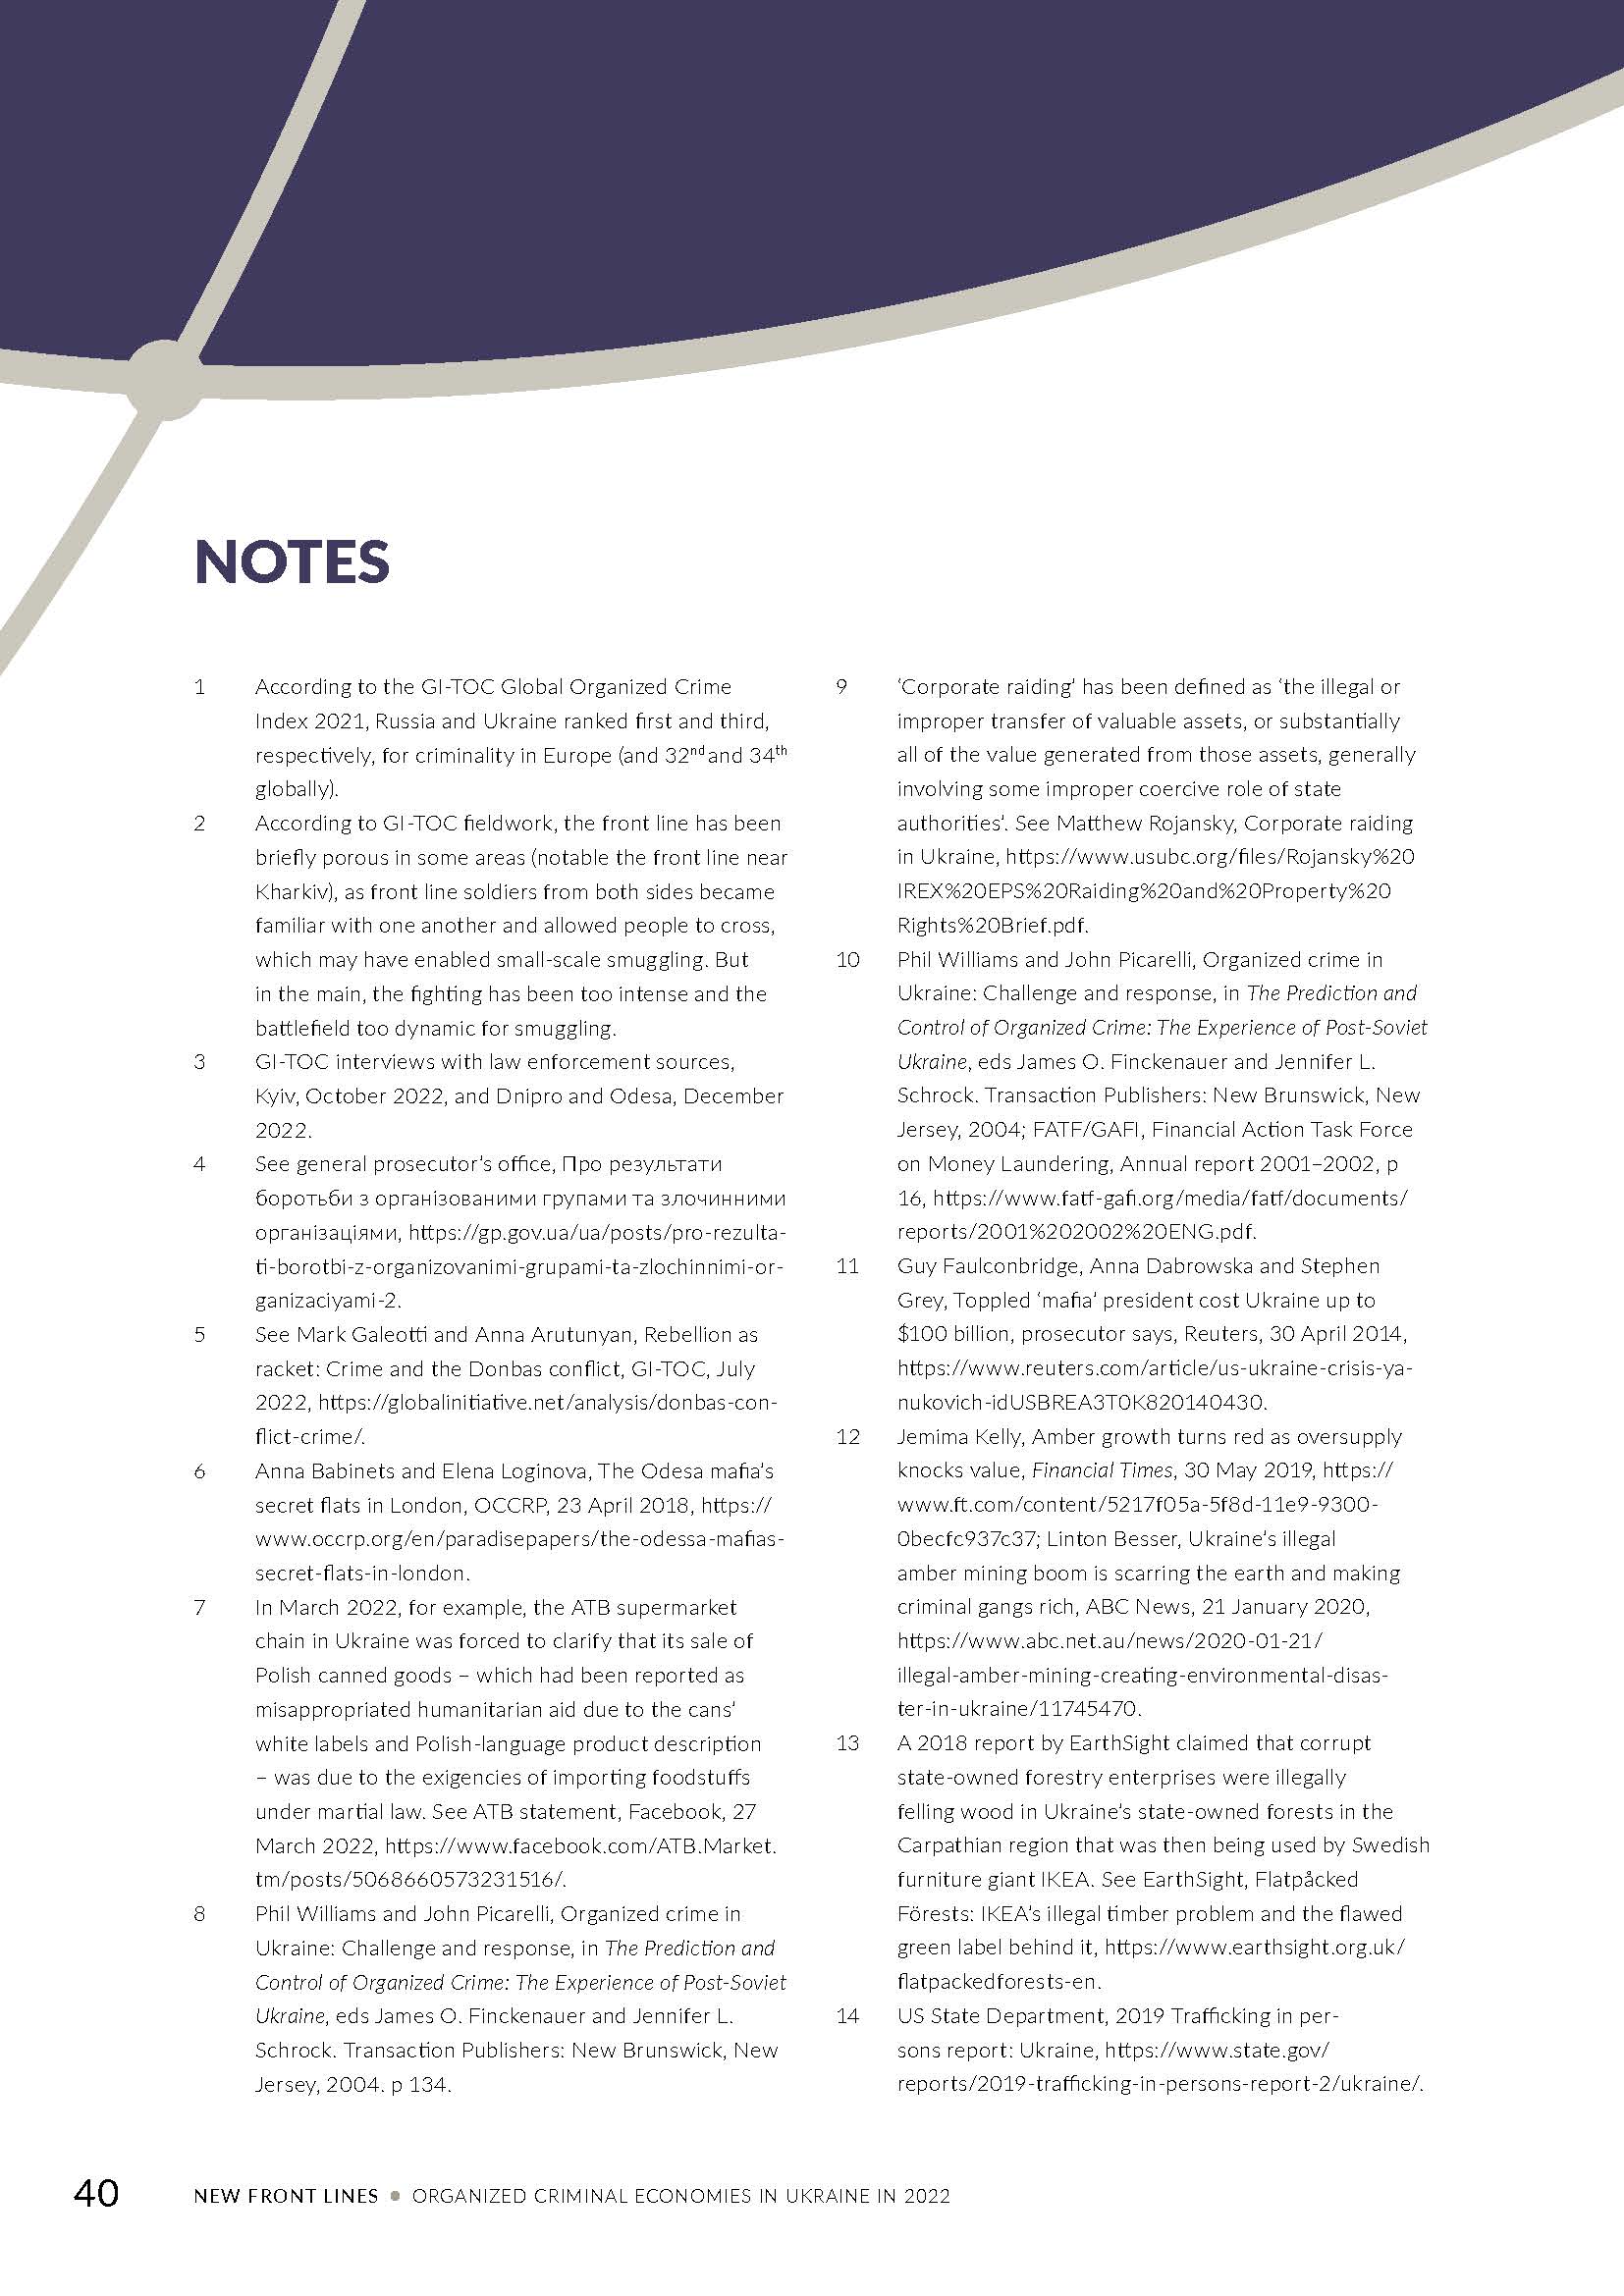 NOTES
1 According to the GI-TOC Global Organized Crime
Index 2021, Russia and Ukraine ranked first and third,
respectively, for criminality in Europe (and 32nd and 34th
globally).
2 According to GI-TOC fieldwork, the front line has been
briefly porous in some areas (notable the front line near
Kharkiv), as front line soldiers from both sides became
familiar with one another and allowed people to cross,
which may have enabled small-scale smuggling. But
in the main, the fighting has been too intense and the
battlefield too dynamic for smuggling.
3 GI-TOC interviews with law enforcement sources,
Kyiv, October 2022, and Dnipro and Odesa, December
2022.
4 See general prosecutor’s office, Про результати
боротьби з організованими групами та злочинними
організаціями, https://gp.gov.ua/ua/posts/pro-rezulta-
ti-borotbi-z-organizovanimi-grupami-ta-zlochinnimi-or-
ganizaciyami-2.
5 See Mark Galeotti and Anna Arutunyan, Rebellion as
racket: Crime and the Donbas conflict, GI-TOC, July
2022, https://globalinitiative.net/analysis/donbas-con-
flict-crime/.
6 Anna Babinets and Elena Loginova, The Odesa mafia’s
secret flats in London, OCCRP, 23 April 2018, https://
www.occrp.org/en/paradisepapers/the-odessa-mafias-
secret-flats-in-london.
7 In March 2022, for example, the ATB supermarket
chain in Ukraine was forced to clarify that its sale of
Polish canned goods – which had been reported as
misappropriated humanitarian aid due to the cans’
white labels and Polish-language product description
– was due to the exigencies of importing foodstuffs
under martial law. See ATB statement, Facebook, 27
March 2022, https://www.facebook.com/ATB.Market.
tm/posts/5068660573231516/.
8 Phil Williams and John Picarelli, Organized crime in
Ukraine: Challenge and response, in The Prediction and
Control of Organized Crime: The Experience of Post-Soviet
Ukraine, eds James O. Finckenauer and Jennifer L.
Schrock. Transaction Publishers: New Brunswick, New
Jersey, 2004. p 134.
9 ‘Corporate raiding’ has been defined as ‘the illegal or
improper transfer of valuable assets, or substantially
all of the value generated from those assets, generally
involving some improper coercive role of state
authorities’. See Matthew Rojansky, Corporate raiding
in Ukraine, https://www.usubc.org/files/Rojansky%20
IREX%20EPS%20Raiding%20and%20Property%20
Rights%20Brief.pdf.
10 Phil Williams and John Picarelli, Organized crime in
Ukraine: Challenge and response, in The Prediction and
Control of Organized Crime: The Experience of Post-Soviet
Ukraine, eds James O. Finckenauer and Jennifer L.
Schrock. Transaction Publishers: New Brunswick, New
Jersey, 2004; FATF/GAFI, Financial Action Task Force
on Money Laundering, Annual report 2001–2002, p
16, https://www.fatf-gafi.org/media/fatf/documents/
reports/2001%202002%20ENG.pdf.
11 Guy Faulconbridge, Anna Dabrowska and Stephen
Grey, Toppled ‘mafia’ president cost Ukraine up to
$100 billion, prosecutor says, Reuters, 30 April 2014,
https://www.reuters.com/article/us-ukraine-crisis-ya-
nukovich-idUSBREA3T0K820140430.
12 Jemima Kelly, Amber growth turns red as oversupply
knocks value, Financial Times, 30 May 2019, https://
www.ft.com/content/5217f05a-5f8d-11e9-9300-
0becfc937c37; Linton Besser, Ukraine’s illegal
amber mining boom is scarring the earth and making
criminal gangs rich, ABC News, 21 January 2020,
https://www.abc.net.au/news/2020-01-21/
illegal-amber-mining-creating-environmental-disas-
ter-in-ukraine/11745470.
13 A 2018 report by EarthSight claimed that corrupt
state-owned forestry enterprises were illegally
felling wood in Ukraine’s state-owned forests in the
Carpathian region that was then being used by Swedish
furniture giant IKEA. See EarthSight, Flatpåcked
Förests: IKEA’s illegal timber problem and the flawed
green label behind it, https://www.earthsight.org.uk/
flatpackedforests-en.
14 US State Department, 2019 Trafficking in per-
sons report: Ukraine, https://www.state.gov/
reports/2019-trafficking-in-persons-report-2/ukraine/.
40 NEW FRONT LINES • ORGANIZED CRIMINAL ECONOMIES IN UKRAINE IN 2022